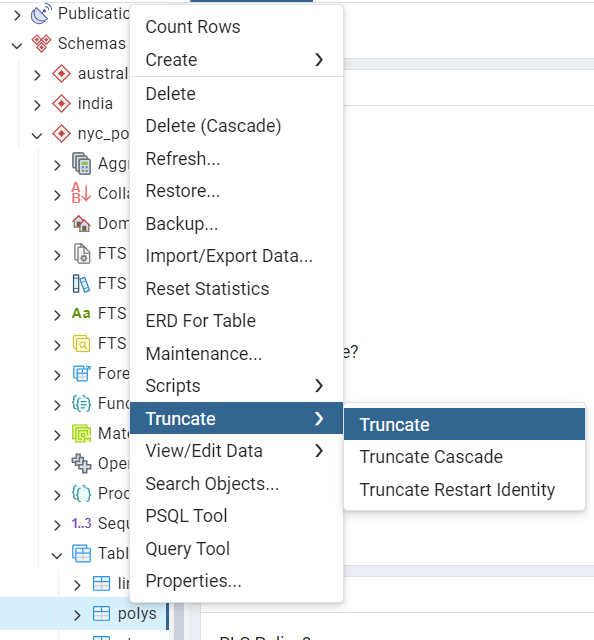 Publicatio
Schemas
austral
india
nyc_po
Aggr
Colla
Dom
FTS
FTS
FTS
FTS
Fore
Func
Mate
Oper
Proc
1..3 Sequ
Tabl
lin
polys
Count Rows
Create
Delete
Delete (Cascade)
Refresh...
Restore...
Backup...
Import/Export Data...
Reset Statistics
ERD For Table
Maintenance...
Scripts
Truncate
View/Edit Data
Search Objects...
PSQL Tool
Query Tool
Properties...
Truncate
Truncate Cascade
Truncate Restart Identity
e?